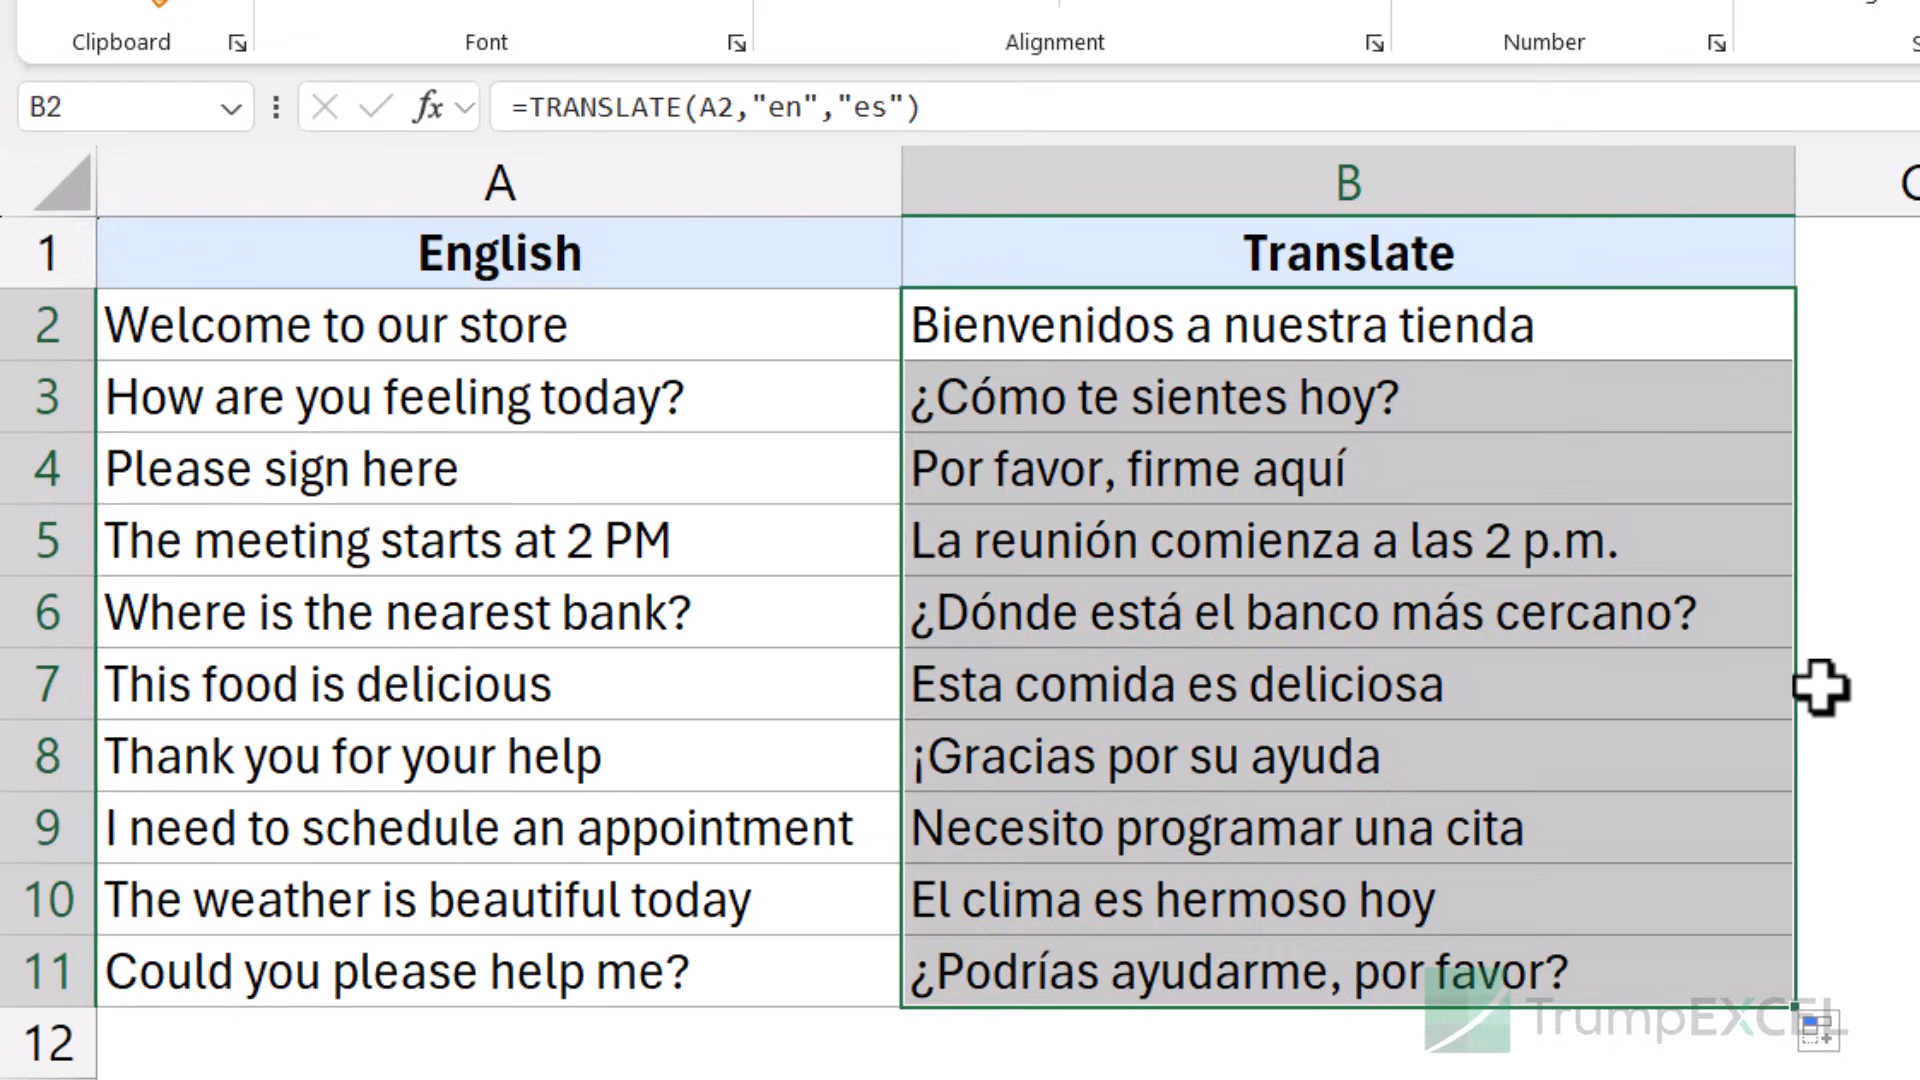 Clipboard Font Alignment Number
B2 fx =TRANSLATE(A2,"en","es")
A B C
1 English Translate
2 Welcome to our store Bienvenidos a nuestra tienda
3 How are you feeling today? ¿Cómo te sientes hoy?
4 Please sign here Por favor, firme aquí
5 The meeting starts at 2 PM La reunión comienza a las 2 p.m.
6 Where is the nearest bank? ¿Dónde está el banco más cercano?
7 This food is delicious Esta comida es deliciosa
8 Thank you for your help ¡Gracias por su ayuda
9 I need to schedule an appointment Necesito programar una cita
10 The weather is beautiful today El clima es hermoso hoy
11 Could you please help me? ¿Podrías ayudarme, por favor?
TrumpEXCEL
12